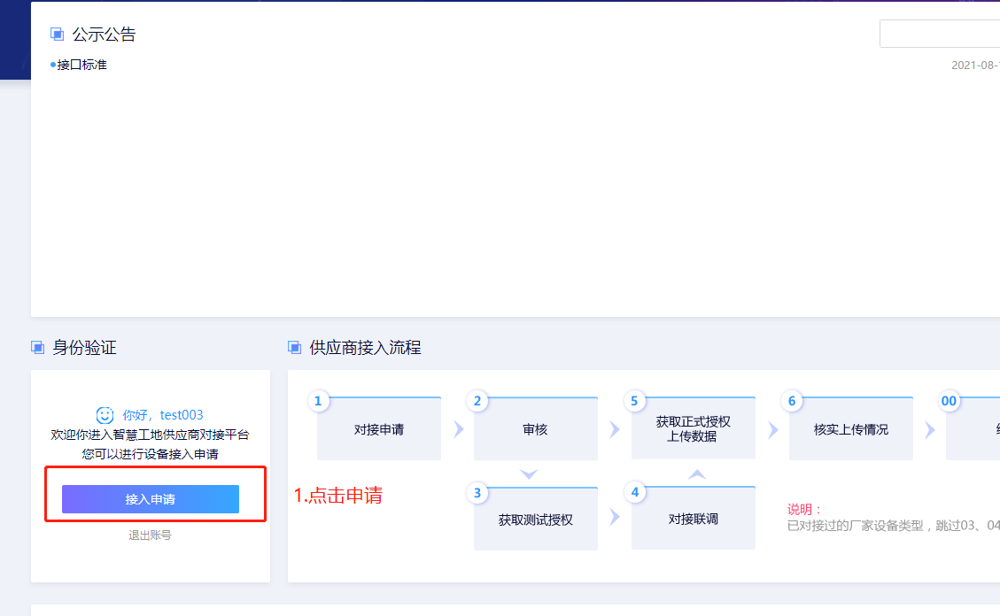 公示公告
接口标准
2021-08-
身份验证
供应商接入流程
你好，test003
欢迎你进入智慧工地供应商对接平台
您可以进行设备接入申请
接入申请
退出账号
1.点击申请
1
对接申请
2
审核
5
获取正式授权
上传数据
6
核实上传情况
00
3
获取测试授权
4
对接联调
说明：
已对接过的厂家设备类型，跳过03、04